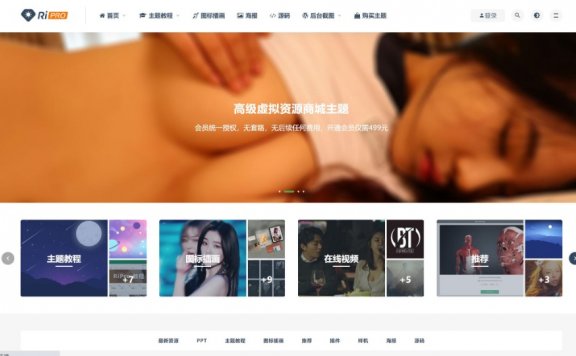 RiPRO 首页 主题教程 图标插画 海报 源码 后台截图 购买主题 登录
高级虚拟资源商城主题
会员统一授权，无套路，无后续任何费用，开通会员仅需499元
主题教程 +7
图标插画 +9
在线视频 +5
推荐 +3
BT
最新资源 PPT 主题教程 图标插画 推荐 插件 样机 海报 源码